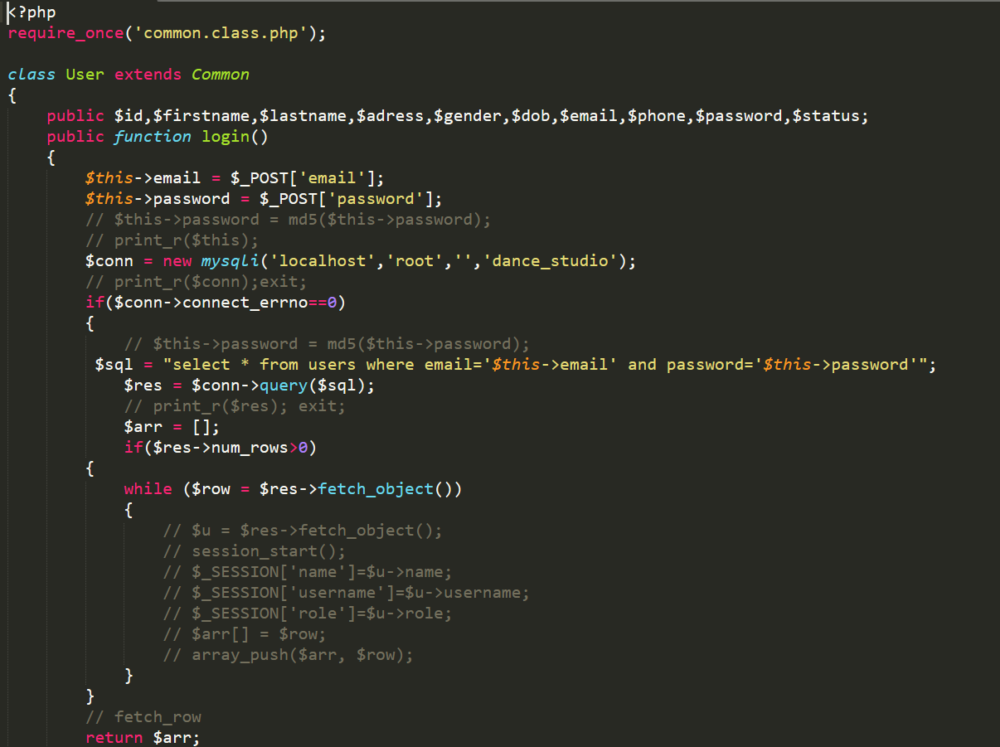 <?php
require_once('common.class.php');
class User extends Common
{
public $id,$firstname,$lastname,$adress,$gender,$dob,$email,$phone,$password,$status;
public function login()
{
$this->email = $_POST['email'];
$this->password = $_POST['password'];
// $this->password = md5($this->password);
// print_r($this);
$conn = new mysqli('localhost','root','','dance_studio');
// print_r($conn);exit;
if($conn->connect_errno==0)
{
// $this->password = md5($this->password);
$sql = "select * from users where email='$this->email' and password='$this->password'";
$res = $conn->query($sql);
// print_r($res); exit;
$arr = [];
if($res->num_rows>0)
{
while ($row = $res->fetch_object())
{
// $u = $res->fetch_object();
// session_start();
// $_SESSION['name']=$u->name;
// $_SESSION['username']=$u->username;
// $_SESSION['role']=$u->role;
// $arr[] = $row;
// array_push($arr, $row);
}
}
// fetch_row
return $arr;